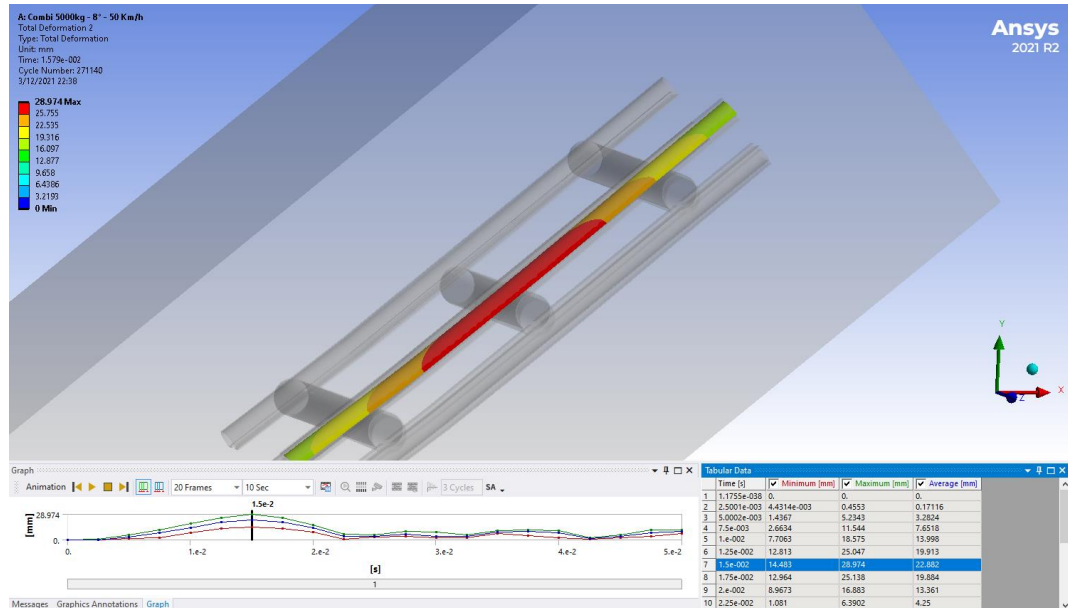 A: Combi 5000kg - 8° - 50 Km/h
Total Deformation 2
Type: Total Deformation
Unit: mm
Time: 1.579e-002
Cycle Number: 271140
3/12/2021 22:38
28.974 Max
25.755
22.535
19.316
16.097
12.877
9.658
6.4386
3.2193
0 Min
Ansys
2021 R2
Y
X
Z
Graph
Animation 20 Frames 10 Sec 3 Cycles SA
1.5e-2
28.974
[mm]
0.
0. 1.e-2 2.e-2 3.e-2 4.e-2 5.e-2
[s]
1
Messages Graphics Annotations Graph
Tabular Data
Time [s] Minimum [mm] Maximum [mm] Average [mm]
1 1.1755e-038 0. 0. 0.
2 2.5001e-003 4.4314e-003 0.4553 0.17116
3 5.0002e-003 1.4367 5.2343 3.2824
4 7.5e-003 2.6634 11.544 7.6518
5 1.e-002 7.7063 18.575 13.998
6 1.25e-002 12.813 25.047 19.913
7 1.5e-002 14.483 28.974 22.882
8 1.75e-002 12.964 25.138 19.884
9 2.e-002 8.9673 16.883 13.361
10 2.25e-002 1.081 6.3902 4.25